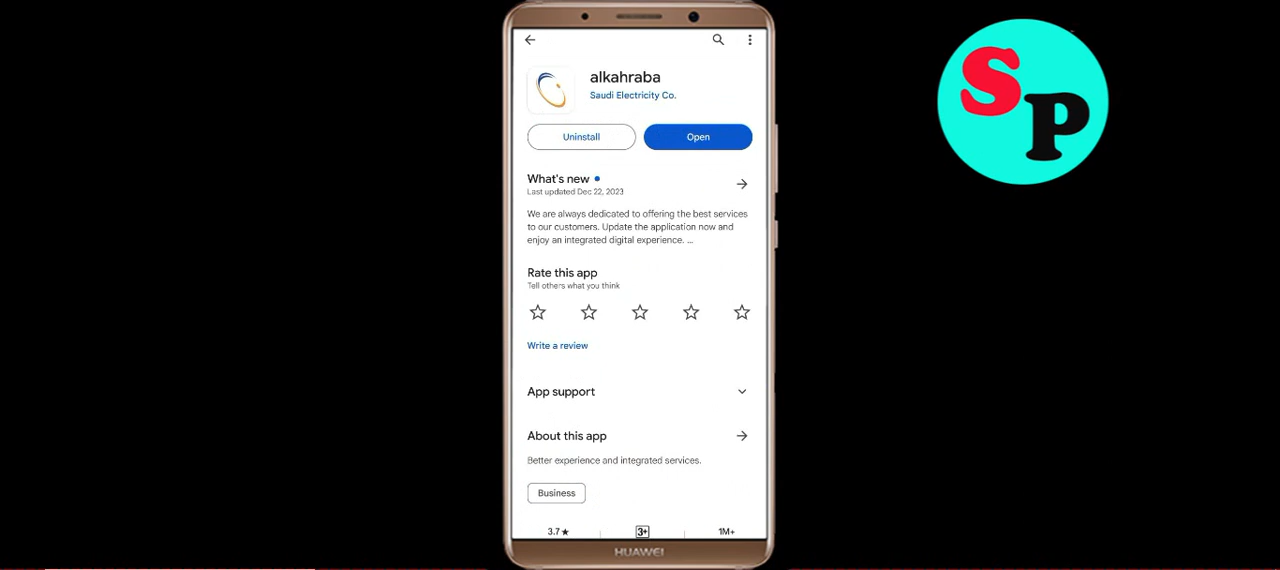 alkahraba
Saudi Electricity Co.
Uninstall
Open
What's new
Last updated Dec 22, 2023
We are always dedicated to offering the best services
to our customers. Update the application now and
enjoy an integrated digital experience. ...
Rate this app
Tell others what you think
Write a review
App support
About this app
Better experience and integrated services.
Business
3.7★
3+
1M+
HUAWEI
SP